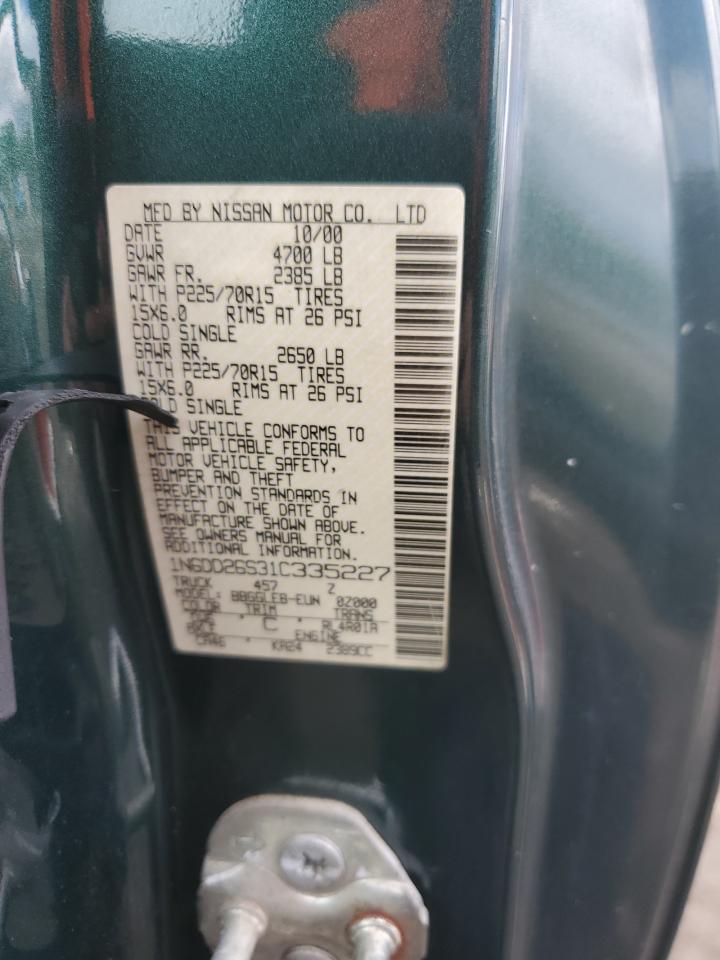 MFD BY NISSAN MOTOR CO. LTD
DATE 10/00
GVWR 4700 LB
GAWR FR. 2385 LB
WITH P225/70R15 TIRES
15X6.0 RIMS AT 26 PSI
COLD SINGLE
GAWR RR. 2650 LB
WITH P225/70R15 TIRES
15X6.0 RIMS AT 26 PSI
COLD SINGLE
THIS VEHICLE CONFORMS TO
ALL APPLICABLE FEDERAL
MOTOR VEHICLE SAFETY,
BUMPER AND THEFT
PREVENTION STANDARDS IN
EFFECT ON THE DATE OF
MANUFACTURE SHOWN ABOVE.
SEE OWNERS MANUAL FOR
ADDITIONAL INFORMATION.
1N6DD26S31C335227
TRUCK 457 Z
MODEL: BBGGLEB-EUN 0Z000
COLOR TRIM TRANS
C RL4R01A
ENGINE
KA24 2389CC